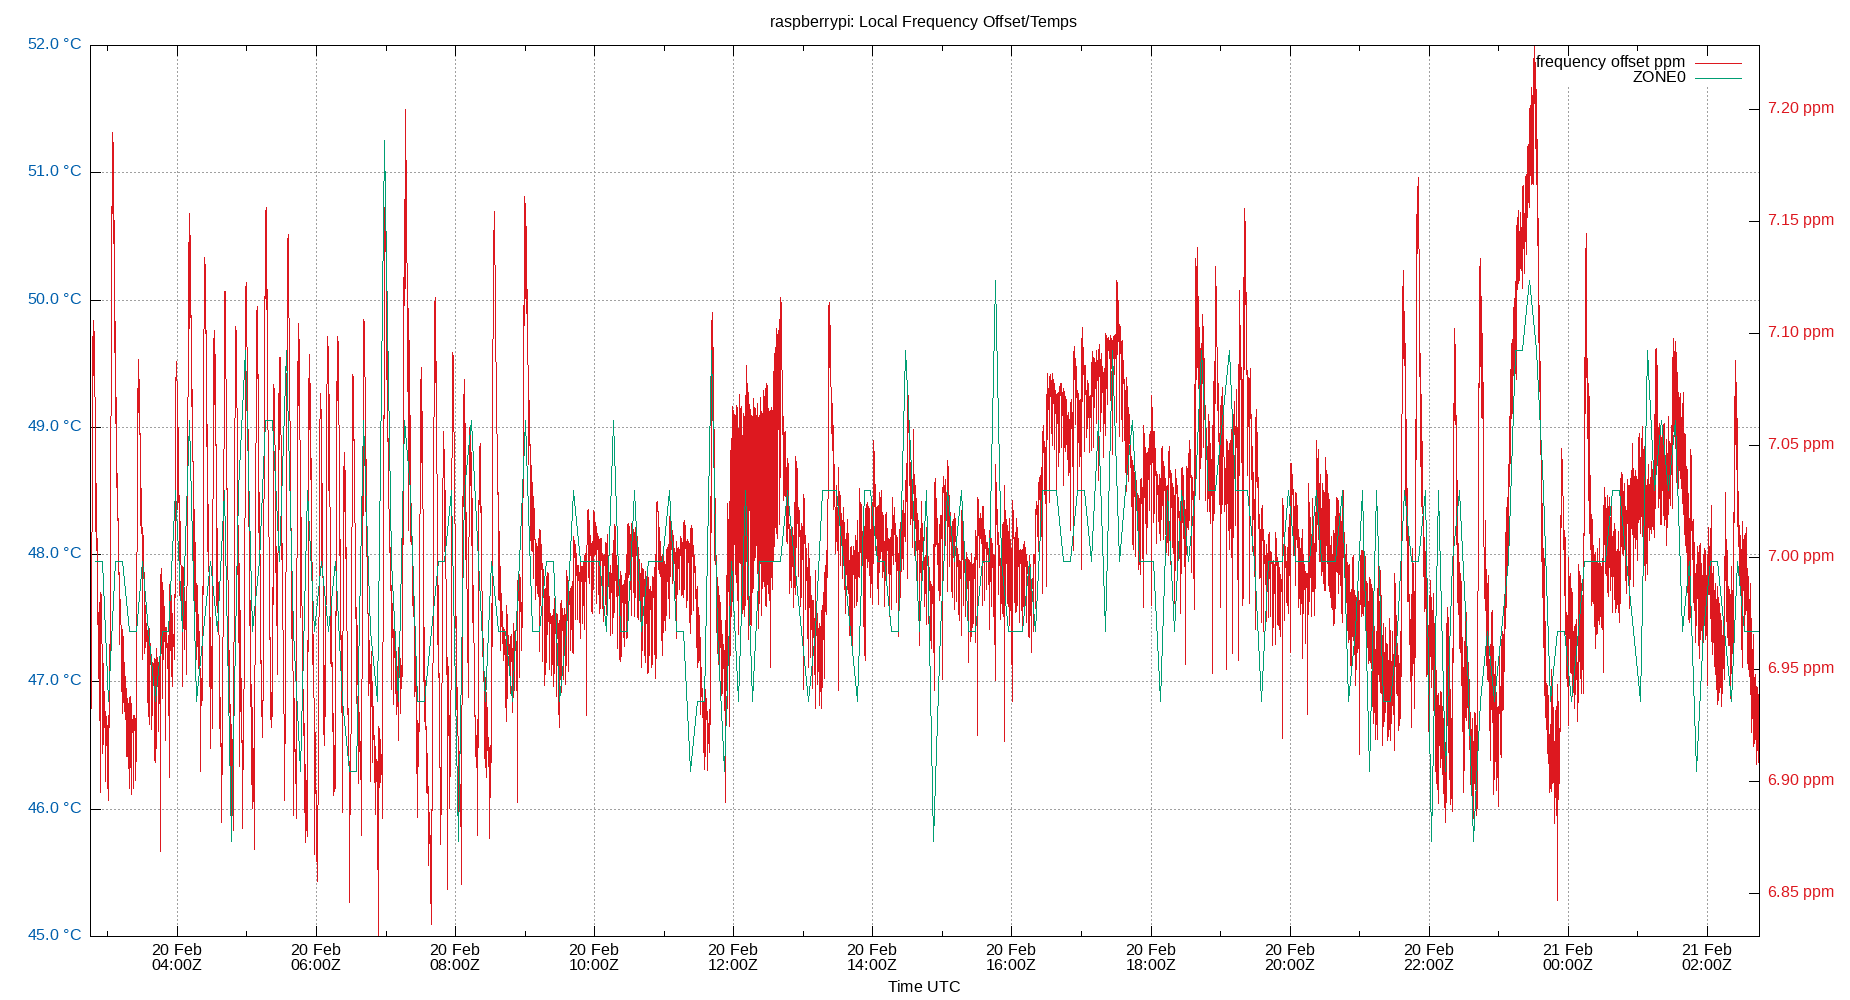 raspberrypi: Local Frequency Offset/Temps
frequency offset ppm
ZONE0
52.0 °C
51.0 °C
50.0 °C
49.0 °C
48.0 °C
47.0 °C
46.0 °C
45.0 °C
7.20 ppm
7.15 ppm
7.10 ppm
7.05 ppm
7.00 ppm
6.95 ppm
6.90 ppm
6.85 ppm
20 Feb 20 Feb 20 Feb 20 Feb 20 Feb 20 Feb 20 Feb 20 Feb 20 Feb 20 Feb 21 Feb 21 Feb
04:00Z 06:00Z 08:00Z 10:00Z 12:00Z 14:00Z 16:00Z 18:00Z 20:00Z 22:00Z 00:00Z 02:00Z
Time UTC